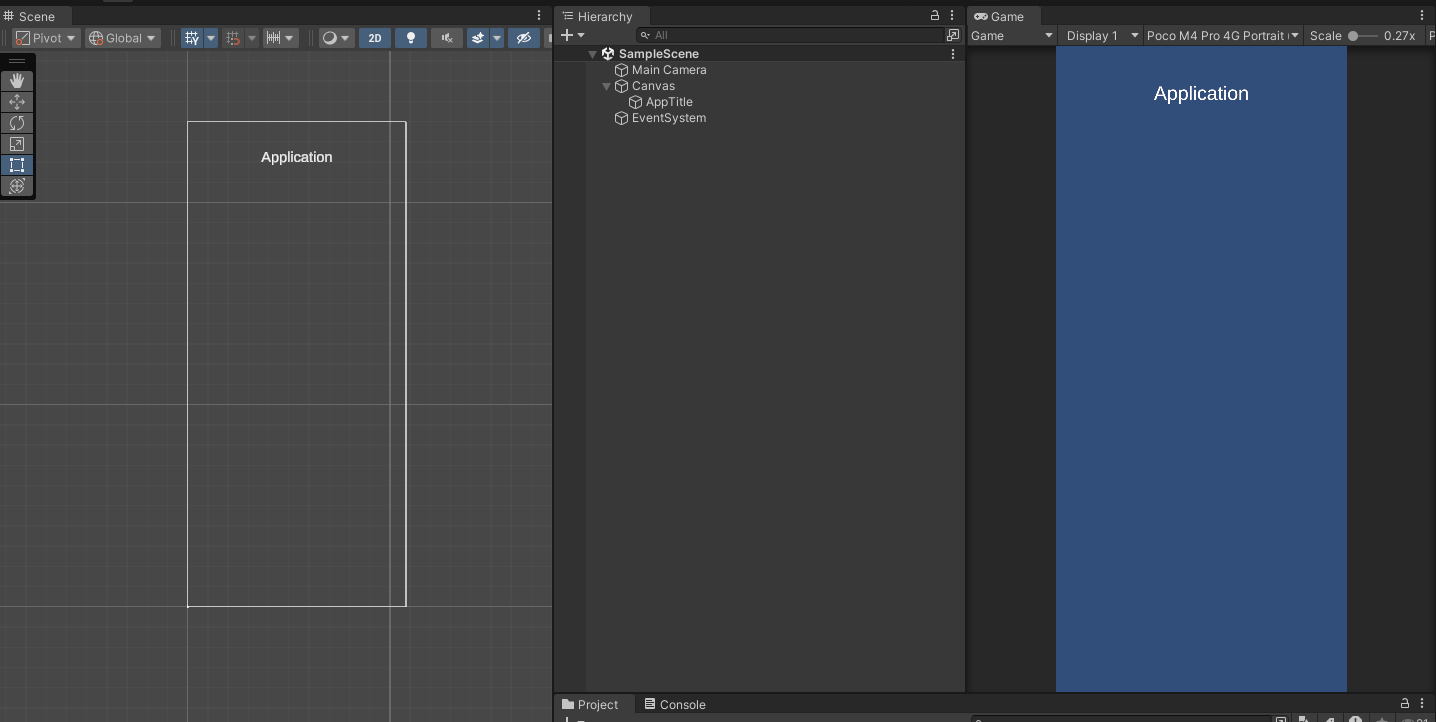 Scene
Pivot
Global
2D
Application
Hierarchy
All
SampleScene
Main Camera
Canvas
AppTitle
EventSystem
Game
Game
Display 1
Poco M4 Pro 4G Portrait
Scale
0.27x
Application
Project
Console